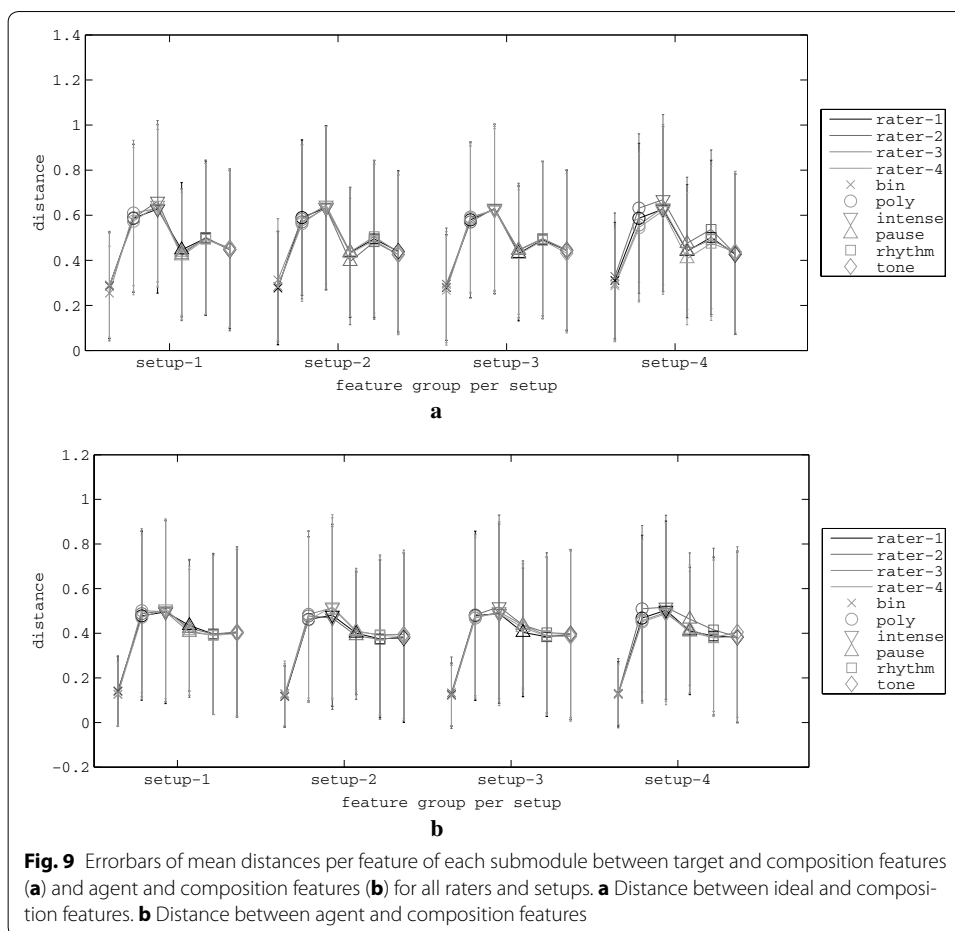 1.4
1.2
1
0.8
0.6
0.4
0.2
0
distance
setup-1 setup-2 setup-3 setup-4
feature group per setup
a
rater-1
rater-2
rater-3
rater-4
bin
poly
intense
pause
rhythm
tone
1.2
1
0.8
0.6
0.4
0.2
0
-0.2
distance
setup-1 setup-2 setup-3 setup-4
feature group per setup
b
rater-1
rater-2
rater-3
rater-4
bin
poly
intense
pause
rhythm
tone
Fig. 9 Errorbars of mean distances per feature of each submodule between target and composition features
(a) and agent and composition features (b) for all raters and setups. a Distance between ideal and composi-
tion features. b Distance between agent and composition features